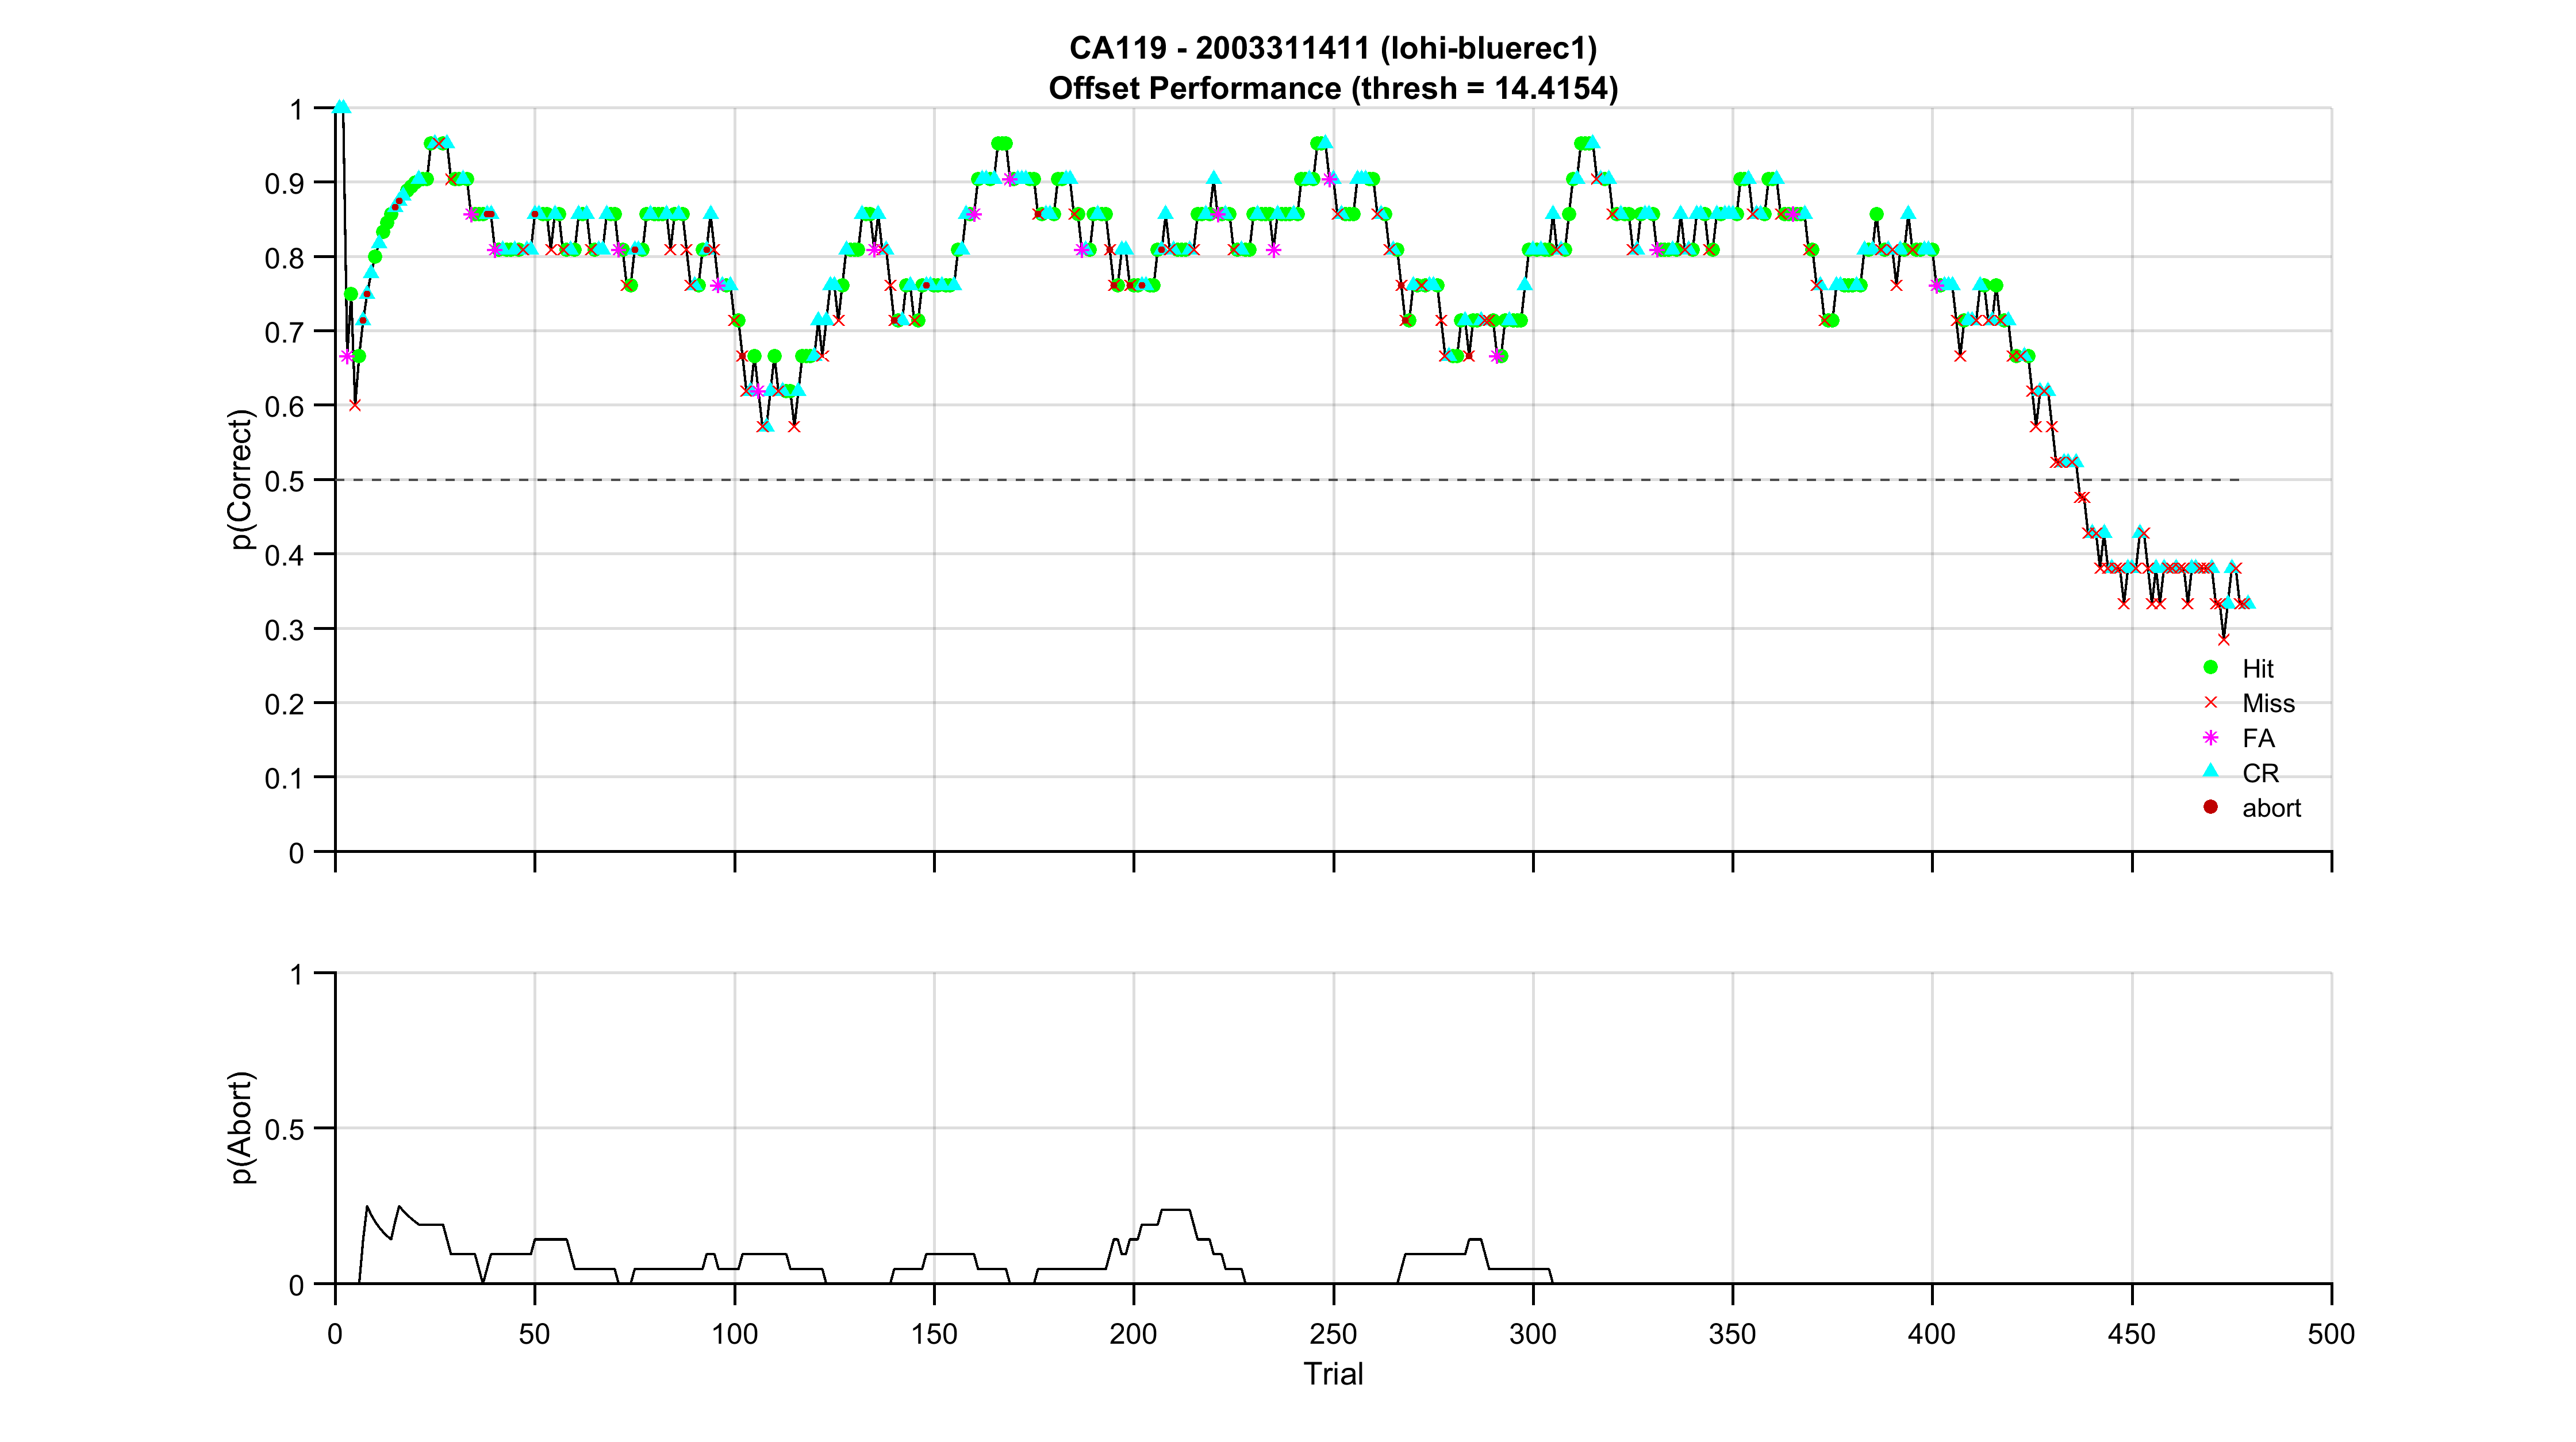 CA119 - 2003311411 (lohi-bluerec1)
Offset Performance (thresh = 14.4154)
1
0.9
0.8
0.7
0.6
0.5
0.4
0.3
0.2
0.1
0
p(Correct)
Hit
Miss
FA
CR
abort
1
0.5
0
p(Abort)
0 50 100 150 200 250 300 350 400 450 500
Trial